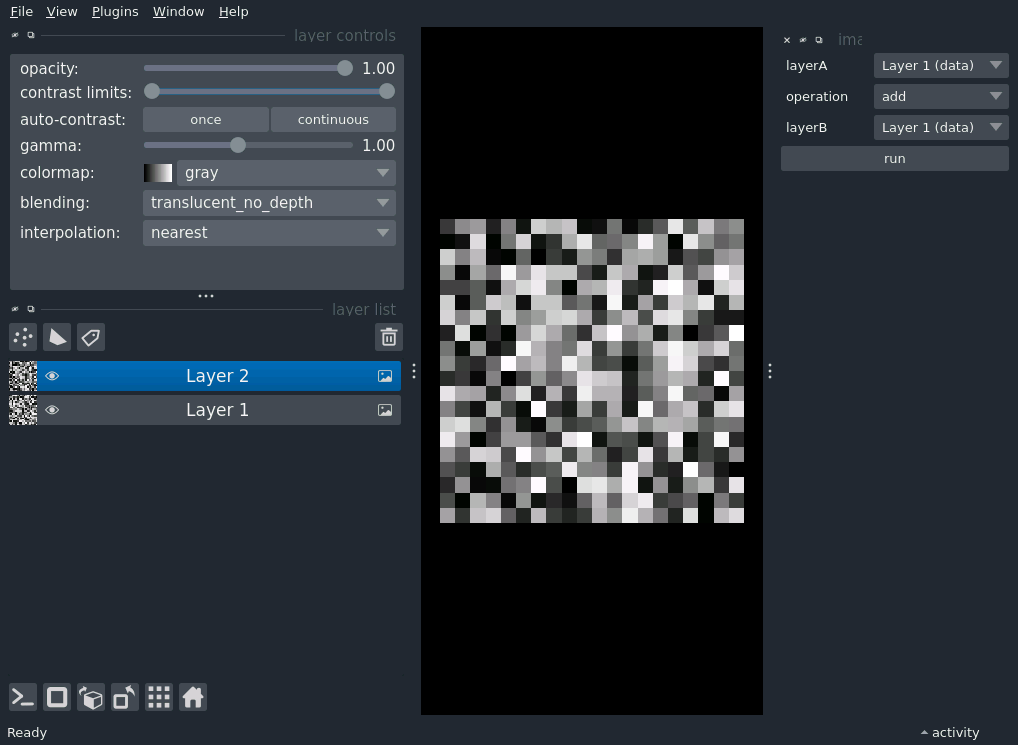 File View Plugins Window Help
layer controls
opacity: 1.00
contrast limits:
auto-contrast: once continuous
gamma: 1.00
colormap: gray
blending: translucent_no_depth
interpolation: nearest
layer list
Layer 2
Layer 1
ima
layerA Layer 1 (data)
operation add
layerB Layer 1 (data)
run
Ready
activity